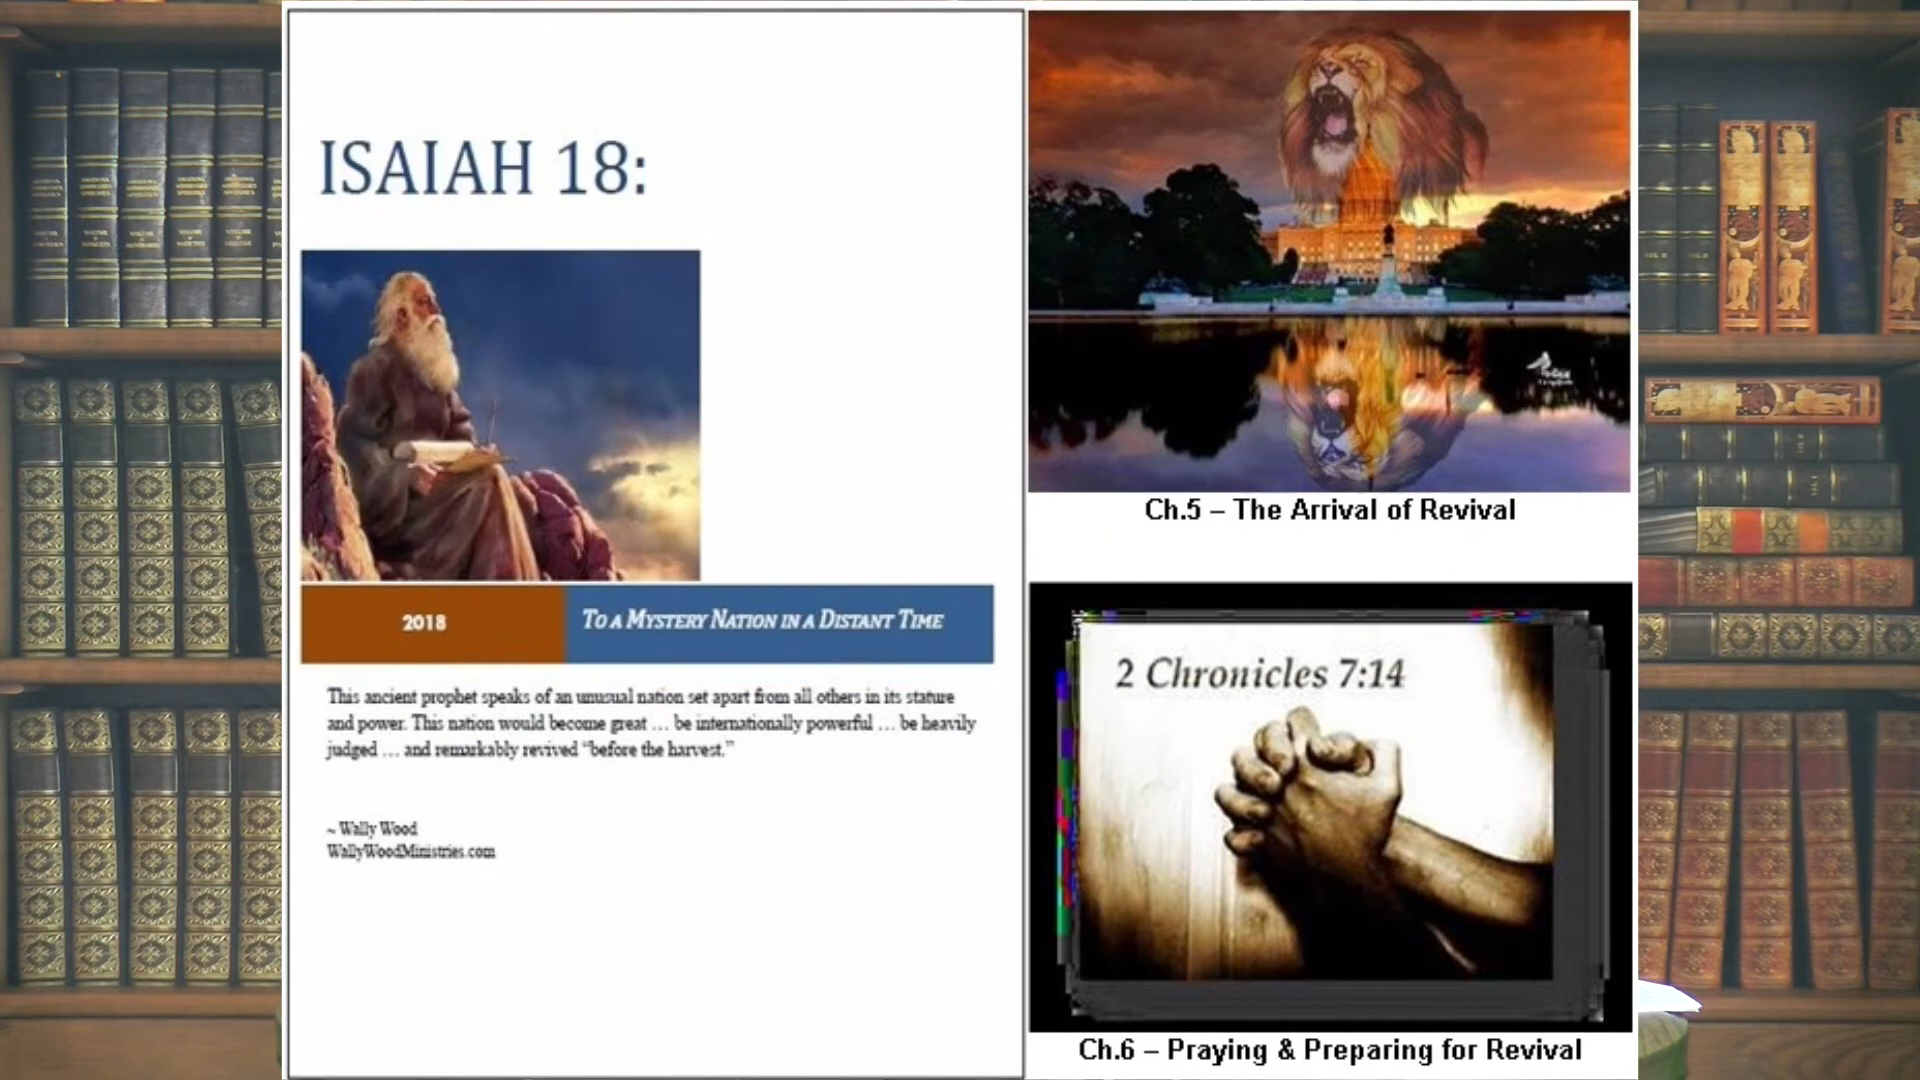 ISAIAH 18:
2018
TO A MYSTERY NATION IN A DISTANT TIME
This ancient prophet speaks of an unusual nation set apart from all others in its stature
and power. This nation would become great ... be internationally powerful ... be heavily
judged ... and remarkably revived “before the harvest.”
~ Wally Wood
WallyWoodMinistries.com
Ch.5 – The Arrival of Revival
2 Chronicles 7:14
Ch.6 – Praying & Preparing for Revival